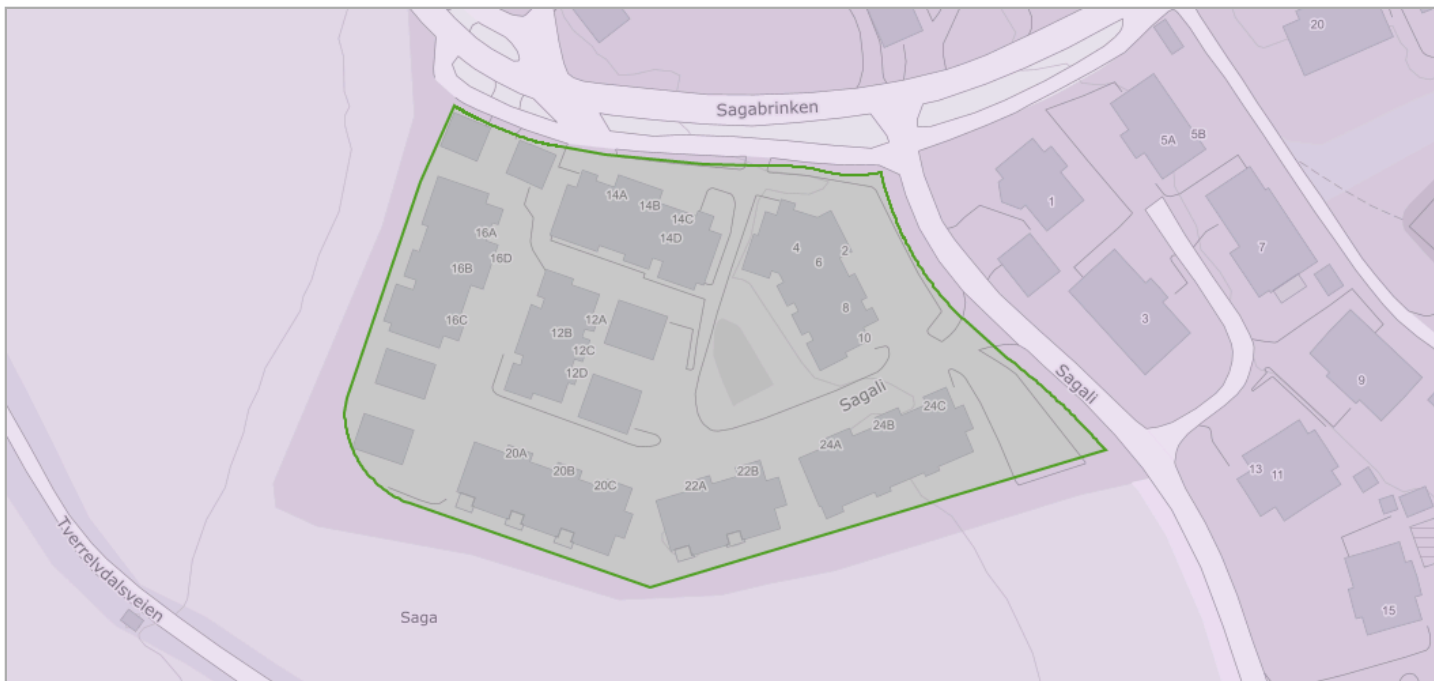 20
Sagabrinken
5A
5B
14A
14B
14C
14D
1
16A
16D
16B
16C
4
6
2
7
8
10
3
12A
12B
12C
12D
Sagali
Sagali
9
24C
24B
24A
20A
20B
20C
22A
22B
13
11
Tverrelvdalsveien
Saga
15